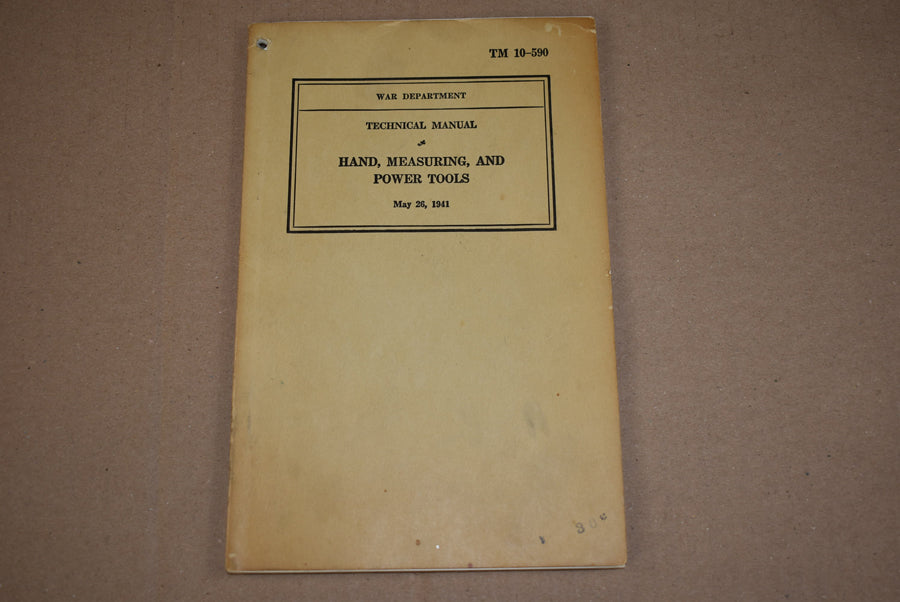 TM 10–590
WAR DEPARTMENT
TECHNICAL MANUAL
HAND, MEASURING, AND
POWER TOOLS
May 26, 1941